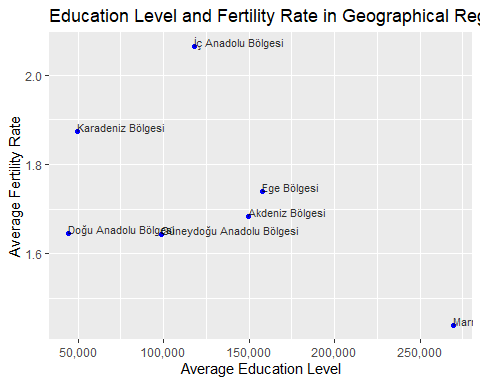 Education Level and Fertility Rate in Geographical Reg
Average Fertility Rate
2.0
1.8
1.6
İç Anadolu Bölgesi
Karadeniz Bölgesi
Ege Bölgesi
Akdeniz Bölgesi
Doğu Anadolu Bölgesi
Güneydoğu Anadolu Bölgesi
Mar
50,000
100,000
150,000
200,000
250,000
Average Education Level